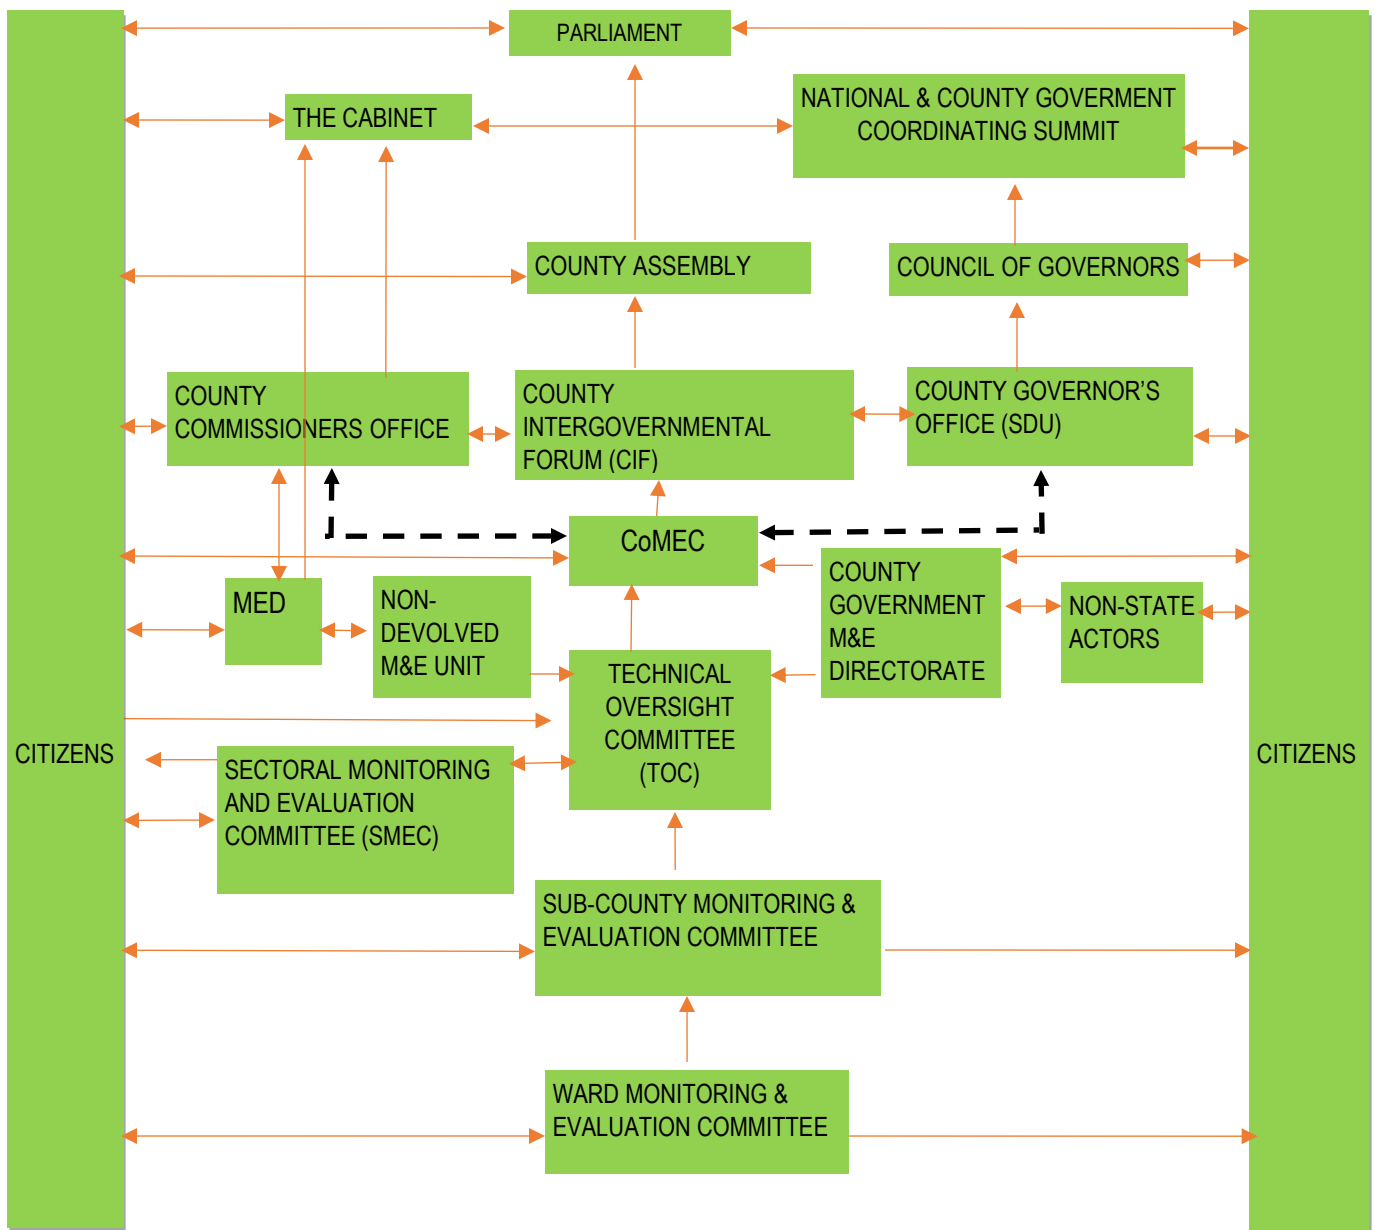 PARLIAMENT
THE CABINET
NATIONAL & COUNTY GOVERMENT
COORDINATING SUMMIT
COUNTY ASSEMBLY
COUNCIL OF GOVERNORS
COUNTY
COMMISSIONERS OFFICE
COUNTY
INTERGOVERNMENTAL
FORUM (CIF)
COUNTY GOVERNOR’S
OFFICE (SDU)
CoMEC
MED
NON-
DEVOLVED
M&E UNIT
COUNTY
GOVERNMENT
M&E
DIRECTORATE
NON-STATE
ACTORS
TECHNICAL
OVERSIGHT
COMMITTEE
(TOC)
CITIZENS
SECTORAL MONITORING
AND EVALUATION
COMMITTEE (SMEC)
CITIZENS
SUB-COUNTY MONITORING &
EVALUATION COMMITTEE
WARD MONITORING &
EVALUATION COMMITTEE